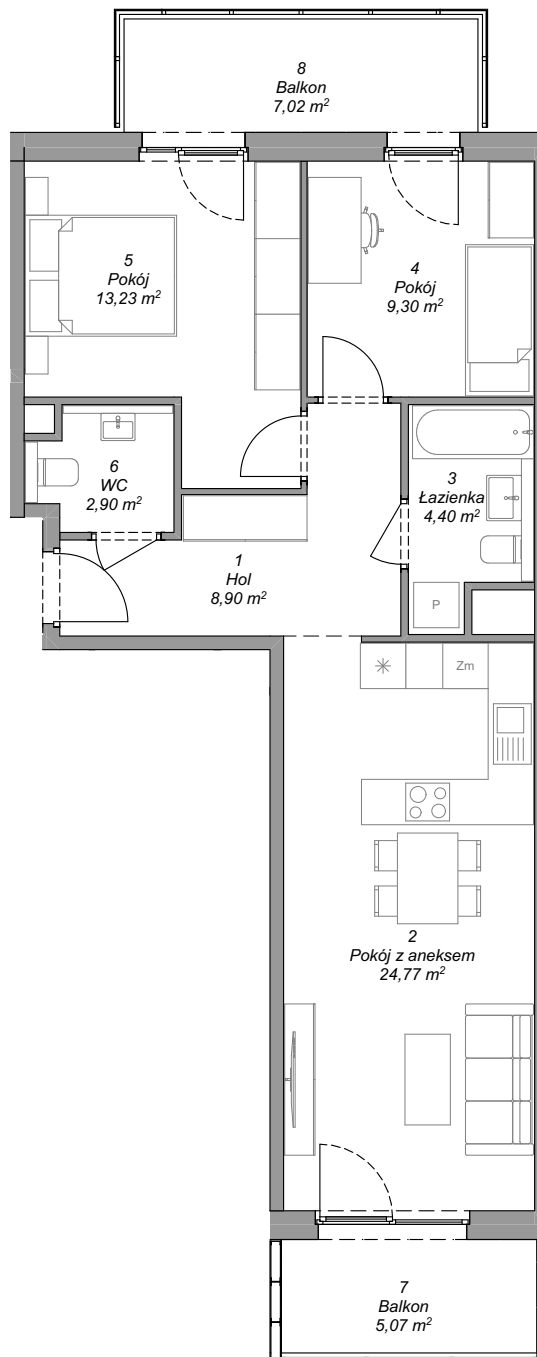 8
Balkon
7,02 m²
5
Pokój
13,23 m²
4
Pokój
9,30 m²
6
WC
2,90 m²
3
Łazienka
4,40 m²
1
Hol
8,90 m²
P
Zm
2
Pokój z aneksem
24,77 m²
7
Balkon
5,07 m²